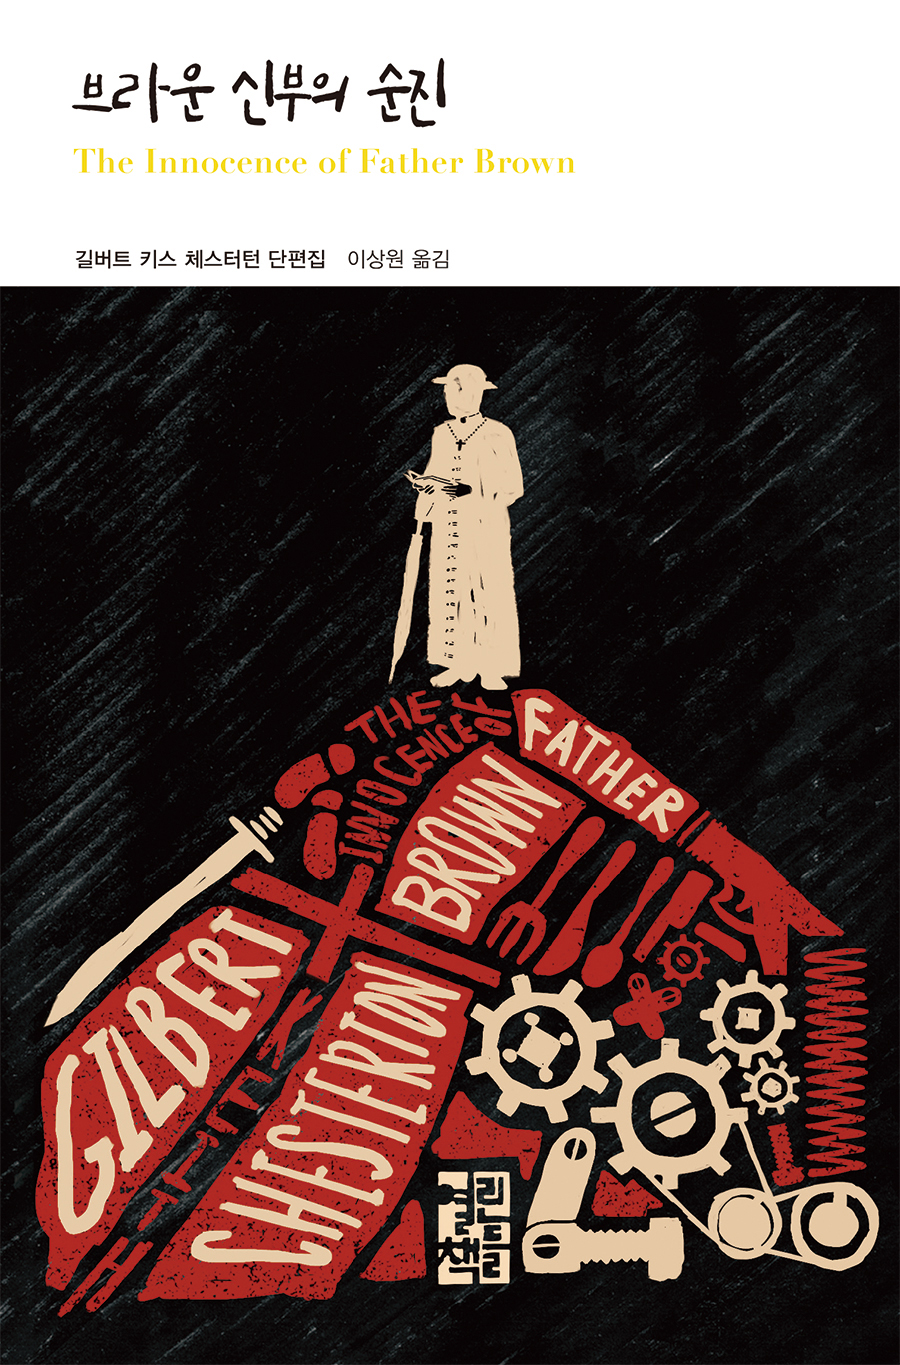 브라운 신부의 순진
The Innocence of Father Brown
길버트 키스 체스터턴 단편집 이상원 옮김
THE
INNOCENCE OF
FATHER
BROWN
GILBERT
CHESTERTON
열린책들